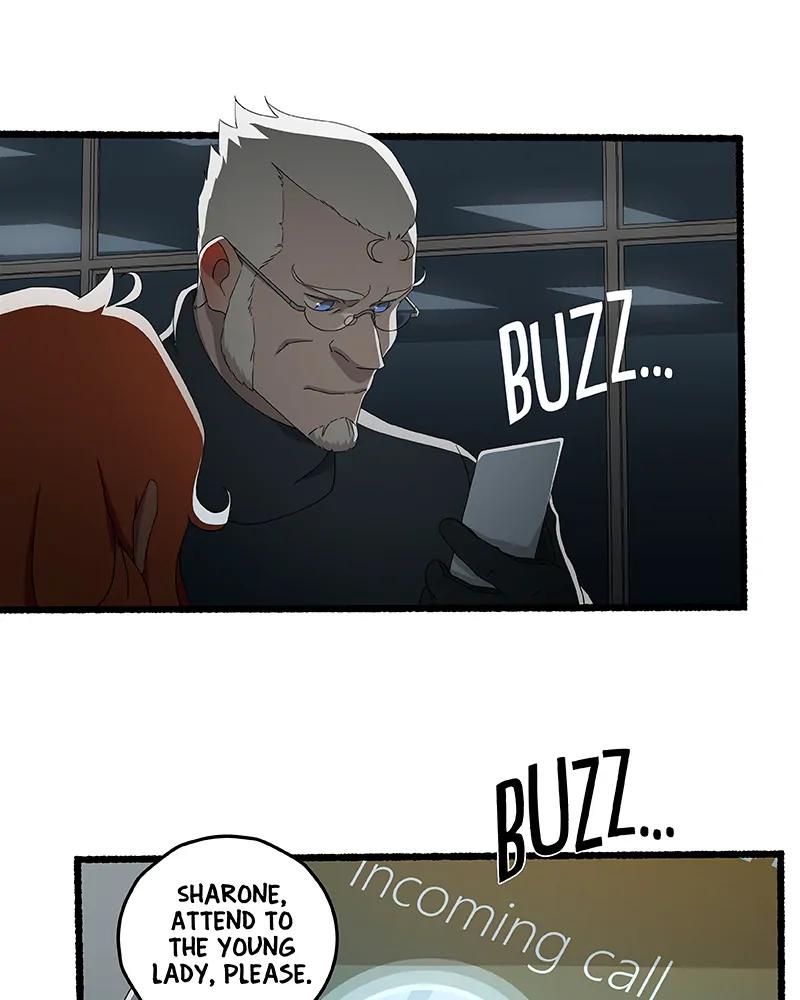 BUZZ...
BUZZ...
Incoming call
SHARONE,
ATTEND TO
THE YOUNG
LADY, PLEASE.